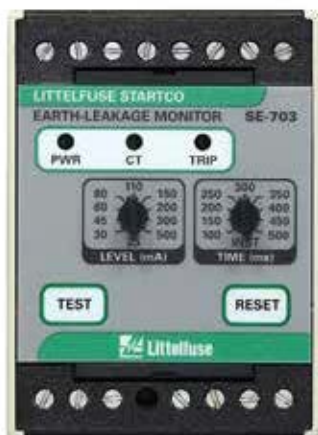 LITTELFUSE STARTCO
EARTH-LEAKAGE MONITOR SE-703
PWR CT TRIP
110 300
80 150 250 350
60 200 200 400
45 300 150 450
30 500 100 500
INST
LEVEL (mA) TIME (ms)
TEST RESET
Littelfuse